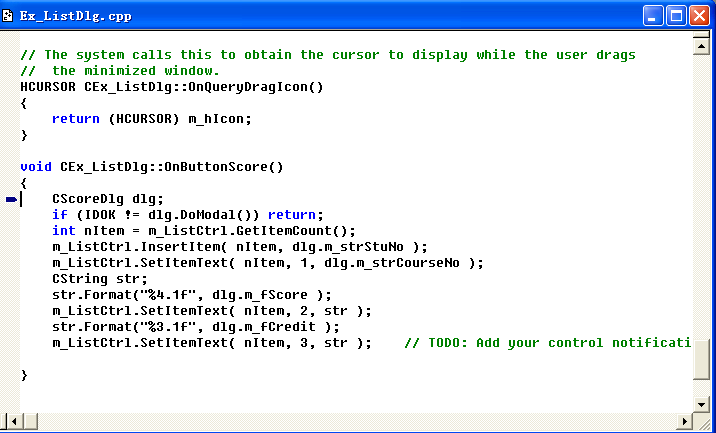 Ex_ListDlg.cpp
// The system calls this to obtain the cursor to display while the user drags
//  the minimized window.
HCURSOR CEx_ListDlg::OnQueryDragIcon()
{
    return (HCURSOR) m_hIcon;
}
void CEx_ListDlg::OnButtonScore()
{
    CScoreDlg dlg;
    if (IDOK != dlg.DoModal()) return;
    int nItem = m_ListCtrl.GetItemCount();
    m_ListCtrl.InsertItem( nItem, dlg.m_strStuNo );
    m_ListCtrl.SetItemText( nItem, 1, dlg.m_strCourseNo );
    CString str;
    str.Format("%4.1f", dlg.m_fScore );
    m_ListCtrl.SetItemText( nItem, 2, str );
    str.Format("%3.1f", dlg.m_fCredit );
    m_ListCtrl.SetItemText( nItem, 3, str );    // TODO: Add your control notificati
}